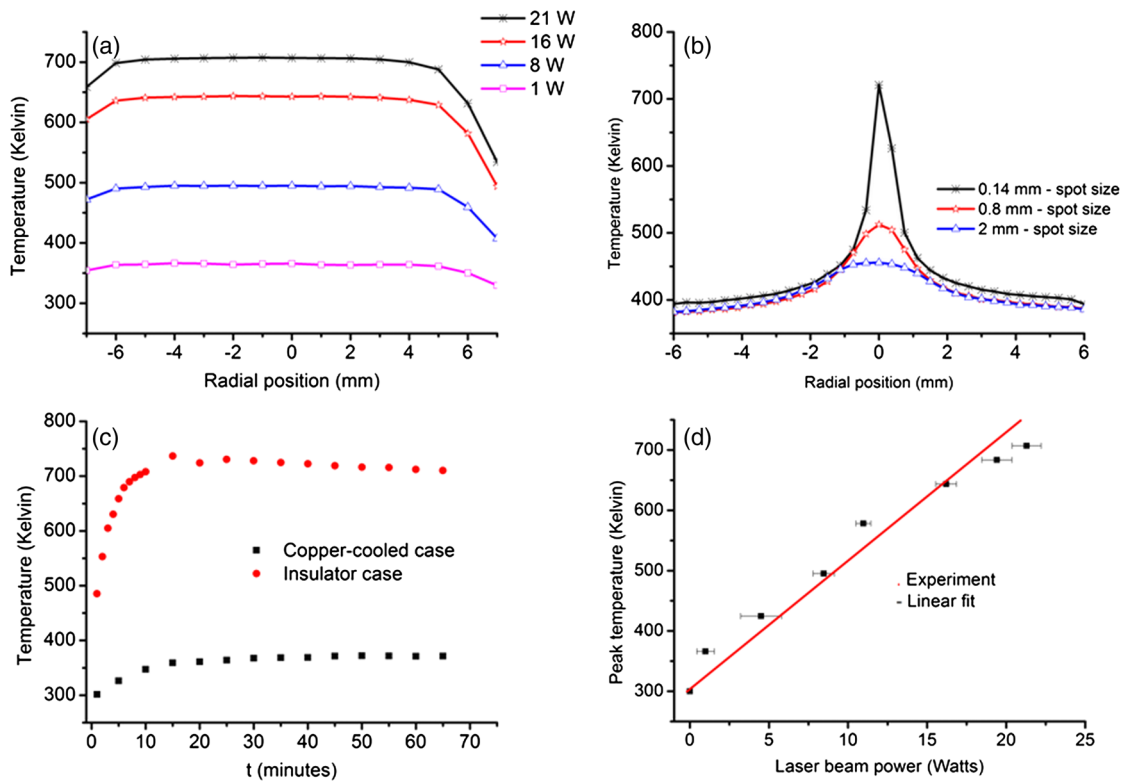 (a)
21 W
16 W
8 W
1 W
Temperature (Kelvin)
700
600
500
400
300
-6
-4
-2
0
2
4
6
Radial position (mm)
(b)
0.14 mm - spot size
0.8 mm - spot size
2 mm - spot size
Temperature (Kelvin)
800
700
600
500
400
-6
-4
-2
0
2
4
6
Radial position (mm)
(c)
Copper-cooled case
Insulator case
Temperature (Kelvin)
800
700
600
500
400
300
0
10
20
30
40
50
60
70
t (minutes)
(d)
Experiment
Linear fit
Peak temperature (Kelvin)
700
600
500
400
300
0
5
10
15
20
25
Laser beam power (Watts)